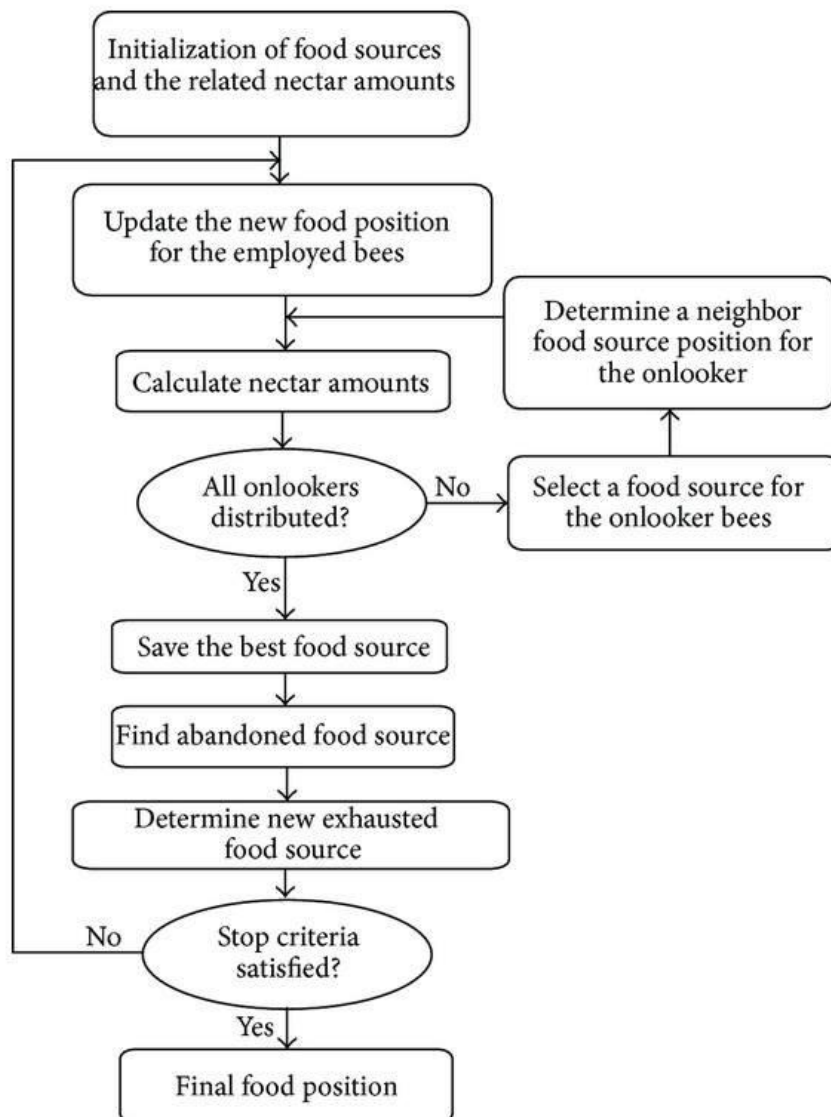 Initialization of food sources
and the related nectar amounts
Update the new food position
for the employed bees
Determine a neighbor
food source position for
the onlooker
Calculate nectar amounts
All onlookers
distributed?
No
Select a food source for
the onlooker bees
Yes
Save the best food source
Find abandoned food source
Determine new exhausted
food source
No
Stop criteria
satisfied?
Yes
Final food position